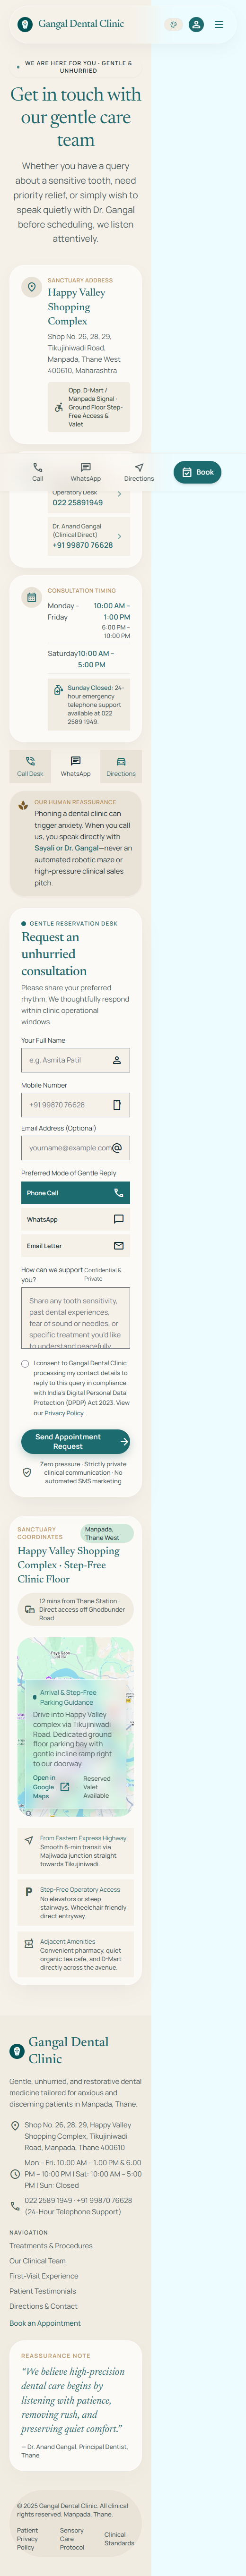 Gangal Dental Clinic
WE ARE HERE FOR YOU · GENTLE &
UNHURRIED
Get in touch with
our gentle care
team
Whether you have a query
about a sensitive tooth, need
priority relief, or simply wish to
speak quietly with Dr. Gangal
before scheduling, we listen
attentively.
SANCTUARY ADDRESS
Happy Valley
Shopping
Complex
Shop No. 26, 28, 29,
Tikujiniwadi Road,
Manpada, Thane West
400610, Maharashtra
Opp. D-Mart /
Manpada Signal ·
Ground Floor Step-
Free Access &
Valet
Call
WhatsApp
Directions
Book
Operatory Desk
022 25891949
Dr. Anand Gangal
(Clinical Direct)
+91 99870 76628
CONSULTATION TIMING
Monday –
Friday
10:00 AM –
1:00 PM
6:00 PM –
10:00 PM
Saturday
10:00 AM –
5:00 PM
Sunday Closed: 24-
hour emergency
telephone support
available at 022
2589 1949.
Call Desk
WhatsApp
Directions
OUR HUMAN REASSURANCE
Phoning a dental clinic can
trigger anxiety. When you call
us, you speak directly with
Sayali or Dr. Gangal—never an
automated robotic maze or
high-pressure clinical sales
pitch.
GENTLE RESERVATION DESK
Request an
unhurried
consultation
Please share your preferred
rhythm. We thoughtfully respond
within clinic operational
windows.
Your Full Name
e.g. Asmita Patil
Mobile Number
+91 99870 76628
Email Address (Optional)
yourname@example.com
Preferred Mode of Gentle Reply
Phone Call
WhatsApp
Email Letter
How can we support
you?
Confidential &
Private
Share any tooth sensitivity,
past dental experiences,
fear of sound or needles, or
specific treatment you'd like
to understand peacefully
I consent to Gangal Dental Clinic
processing my contact details to
reply to this query in compliance
with India's Digital Personal Data
Protection (DPDP) Act 2023. View
our Privacy Policy.
Send Appointment
Request
Zero pressure · Strictly private
clinical communication · No
automated SMS marketing
SANCTUARY
COORDINATES
Manpada,
Thane West
Happy Valley Shopping
Complex · Step-Free
Clinic Floor
12 mins from Thane Station ·
Direct access off Ghodbunder
Road
Arrival & Step-Free
Parking Guidance
Drive into Happy Valley
complex via Tikujiniwadi
Road. Dedicated ground
floor parking bay with
gentle incline ramp right
to our doorway.
Open in
Google
Maps
Reserved
Valet
Available
From Eastern Express Highway
Smooth 8-min transit via
Majiwada junction straight
towards Tikujiniwadi.
Step-Free Operatory Access
No elevators or steep
stairways. Wheelchair friendly
direct entryway.
Adjacent Amenities
Convenient pharmacy, quiet
organic tea cafe, and D-Mart
directly across the avenue.
Gangal Dental
Clinic
Gentle, unhurried, and restorative dental
medicine tailored for anxious and
discerning patients in Manpada, Thane.
Shop No. 26, 28, 29, Happy Valley
Shopping Complex, Tikujiniwadi
Road, Manpada, Thane 400610
Mon – Fri: 10:00 AM – 1:00 PM & 6:00
PM – 10:00 PM | Sat: 10:00 AM – 5:00
PM | Sun: Closed
022 2589 1949 · +91 99870 76628
(24-Hour Telephone Support)
NAVIGATION
Treatments & Procedures
Our Clinical Team
First-Visit Experience
Patient Testimonials
Directions & Contact
Book an Appointment
REASSURANCE NOTE
“We believe high-precision
dental care begins by
listening with patience,
removing rush, and
preserving quiet comfort.”
— Dr. Anand Gangal, Principal Dentist,
Thane
© 2025 Gangal Dental Clinic. All clinical
rights reserved. Manpada, Thane.
Patient
Privacy
Policy
Sensory
Care
Protocol
Clinical
Standards